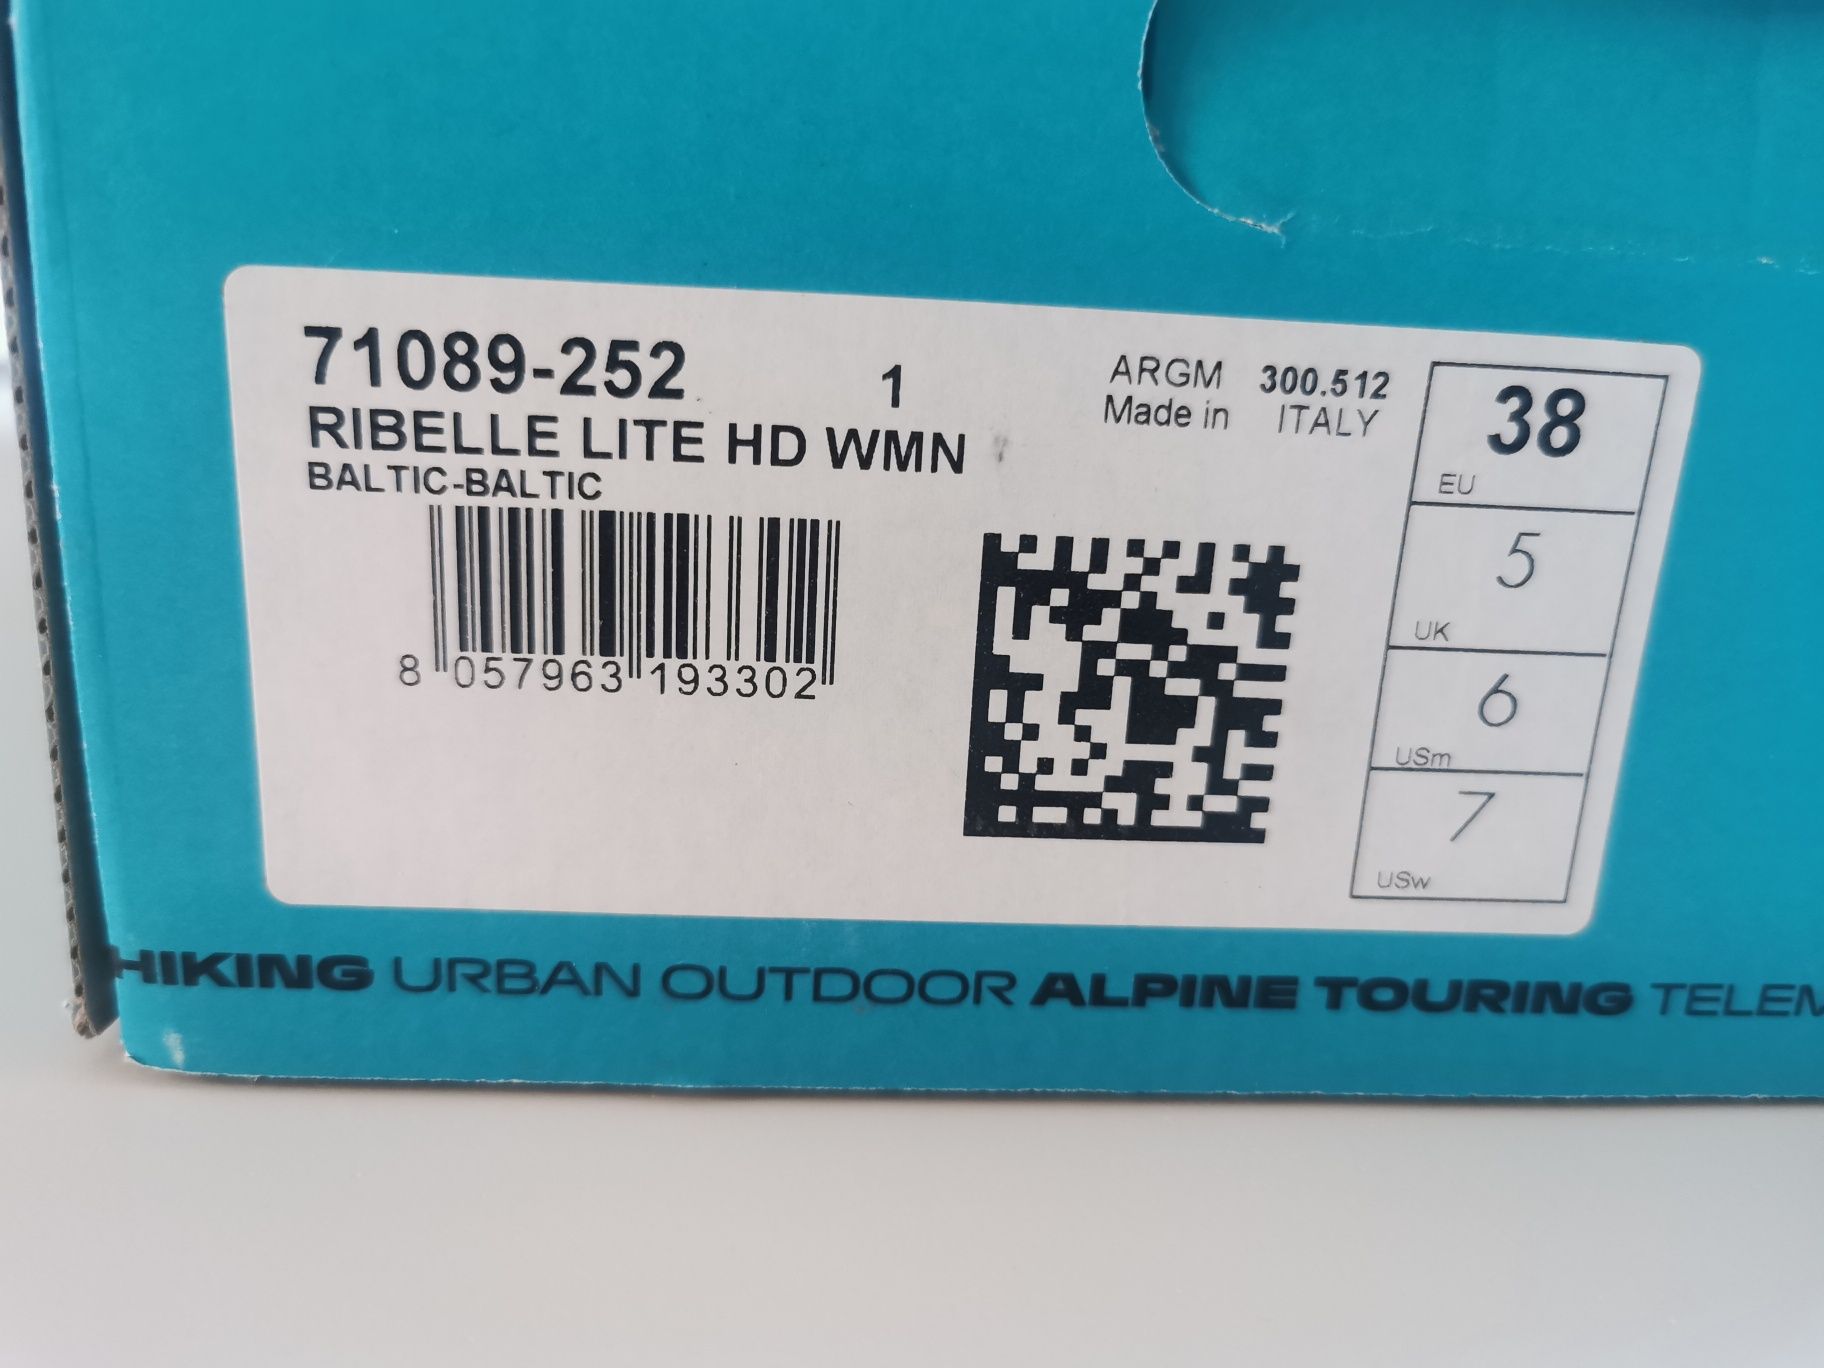 71089-252 1
RIBELLE LITE HD WMN
BALTIC-BALTIC
8 057963 193302
ARGM 300.512
Made in ITALY
38
EU
5
UK
6
USm
7
USw
HIKING URBAN OUTDOOR ALPINE TOURING TELEM